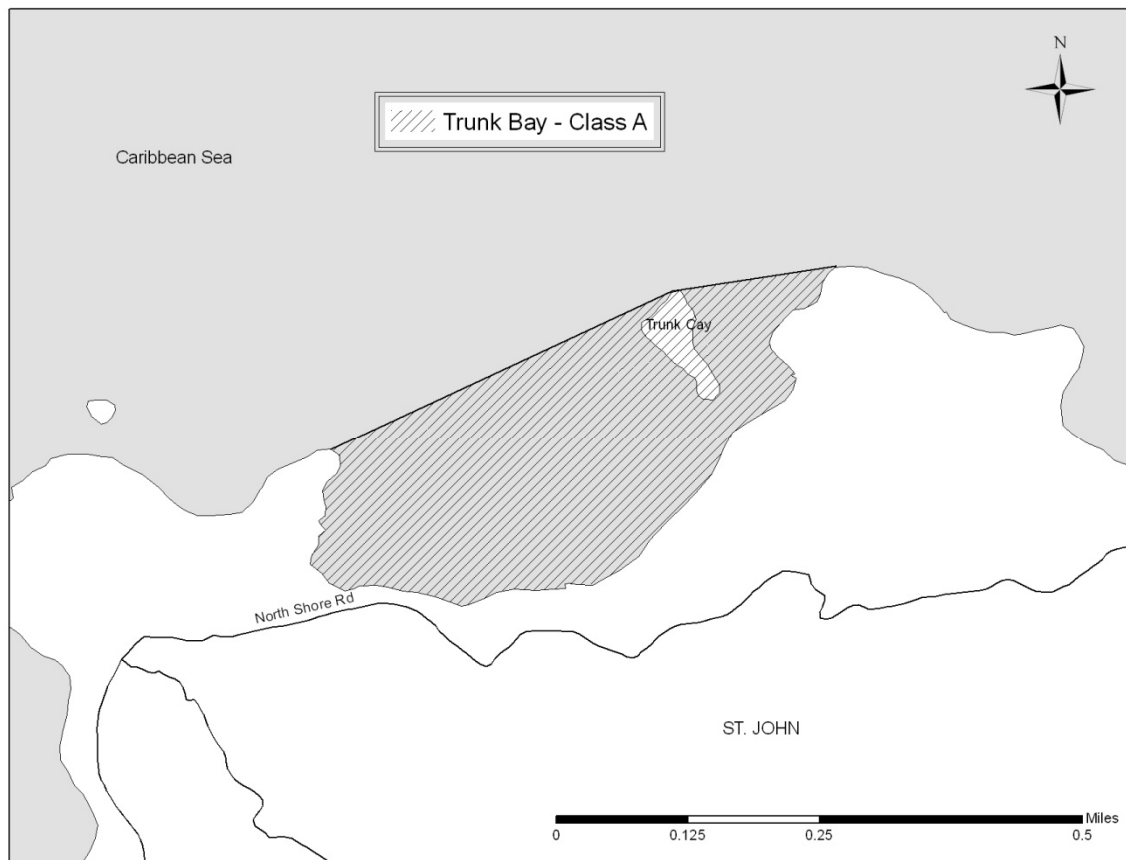 N
Trunk Bay - Class A
Caribbean Sea
Trunk Cay
North Shore Rd
ST. JOHN
Miles
0 0.125 0.25 0.5